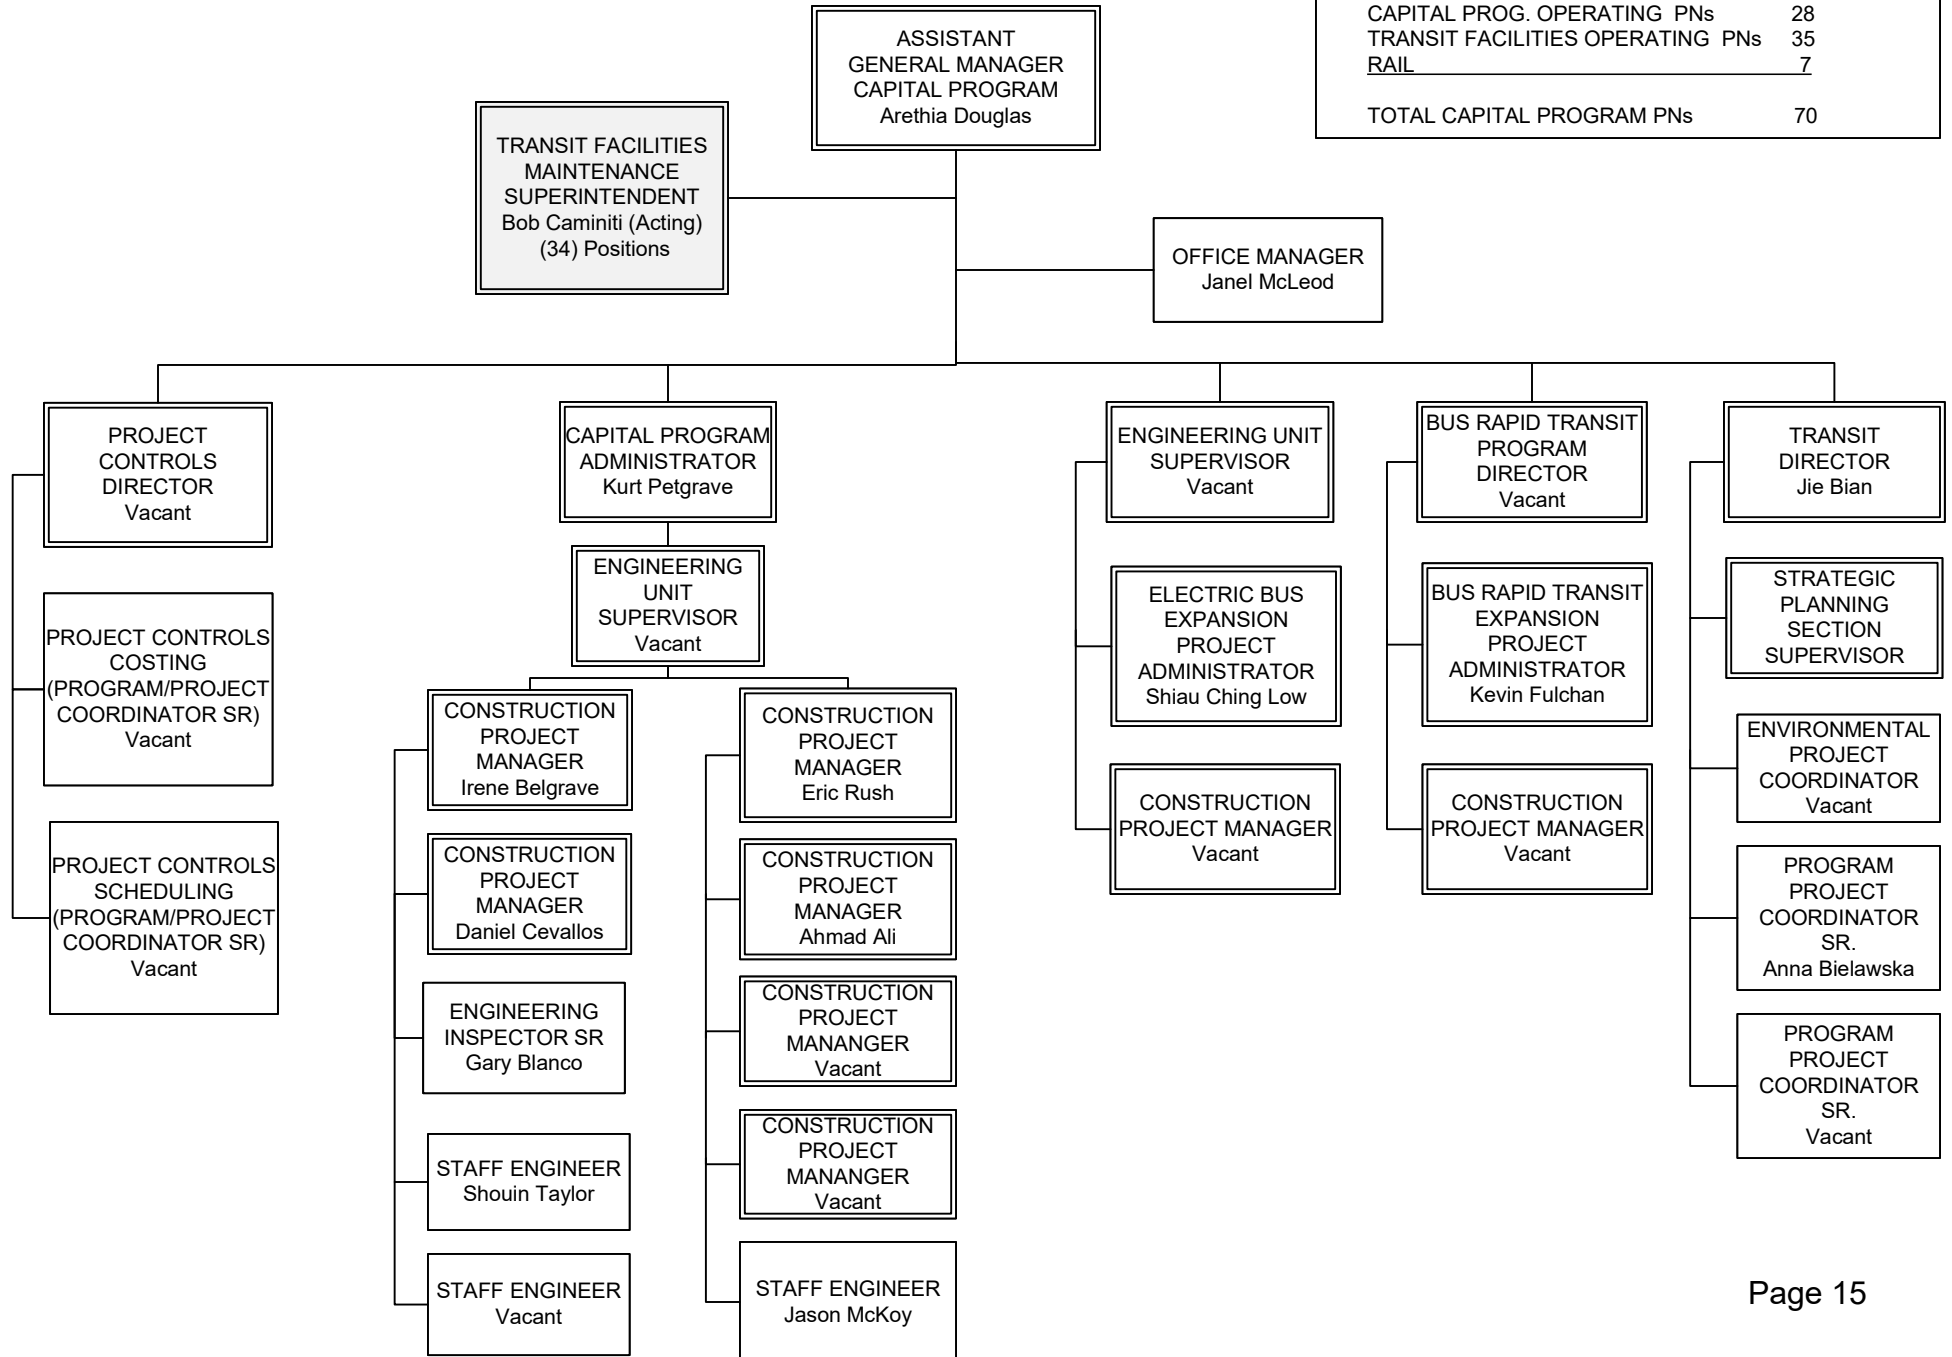 CAPITAL PROG. OPERATING PNs 28
TRANSIT FACILITIES OPERATING PNs 35
RAIL 7
TOTAL CAPITAL PROGRAM PNs 70
ASSISTANT
GENERAL MANAGER
CAPITAL PROGRAM
Arethia Douglas
TRANSIT FACILITIES
MAINTENANCE
SUPERINTENDENT
Bob Caminiti (Acting)
(34) Positions
OFFICE MANAGER
Janel McLeod
PROJECT
CONTROLS
DIRECTOR
Vacant
PROJECT CONTROLS
COSTING
(PROGRAM/PROJECT
COORDINATOR SR)
Vacant
PROJECT CONTROLS
SCHEDULING
(PROGRAM/PROJECT
COORDINATOR SR)
Vacant
CAPITAL PROGRAM
ADMINISTRATOR
Kurt Petgrave
ENGINEERING
UNIT
SUPERVISOR
Vacant
CONSTRUCTION
PROJECT
MANAGER
Irene Belgrave
CONSTRUCTION
PROJECT
MANAGER
Daniel Cevallos
ENGINEERING
INSPECTOR SR
Gary Blanco
STAFF ENGINEER
Shouin Taylor
STAFF ENGINEER
Vacant
CONSTRUCTION
PROJECT
MANAGER
Eric Rush
CONSTRUCTION
PROJECT
MANAGER
Ahmad Ali
CONSTRUCTION
PROJECT
MANANGER
Vacant
CONSTRUCTION
PROJECT
MANANGER
Vacant
STAFF ENGINEER
Jason McKoy
ENGINEERING UNIT
SUPERVISOR
Vacant
ELECTRIC BUS
EXPANSION
PROJECT
ADMINISTRATOR
Shiau Ching Low
CONSTRUCTION
PROJECT MANAGER
Vacant
BUS RAPID TRANSIT
PROGRAM
DIRECTOR
Vacant
BUS RAPID TRANSIT
EXPANSION
PROJECT
ADMINISTRATOR
Kevin Fulchan
CONSTRUCTION
PROJECT MANAGER
Vacant
TRANSIT
DIRECTOR
Jie Bian
STRATEGIC
PLANNING
SECTION
SUPERVISOR
ENVIRONMENTAL
PROJECT
COORDINATOR
Vacant
PROGRAM
PROJECT
COORDINATOR
SR.
Anna Bielawska
PROGRAM
PROJECT
COORDINATOR
SR.
Vacant
Page 15